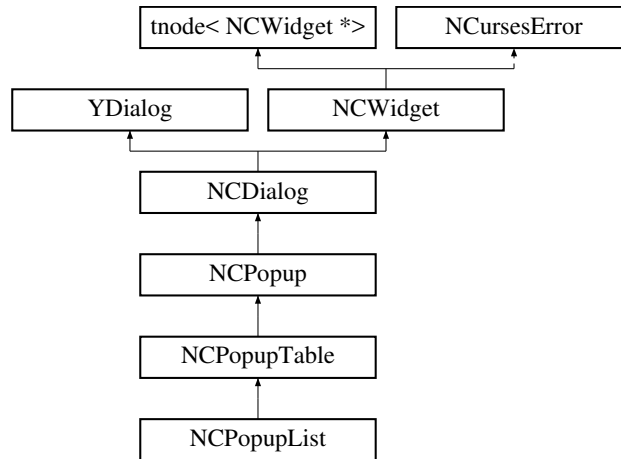 tnode< NCWidget *>
NCursesError
YDialog
NCWidget
NCDialog
NCPopup
NCPopupTable
NCPopupList